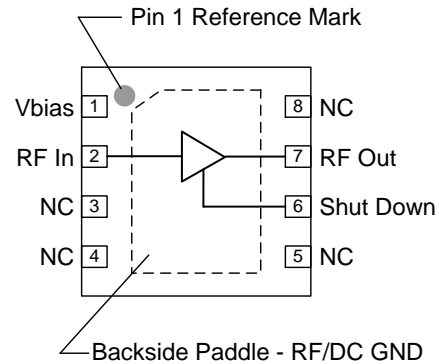 Pin 1 Reference Mark
Vbias 1
8 NC
RF In 2
7 RF Out
NC 3
6 Shut Down
NC 4
5 NC
Backside Paddle - RF/DC GND